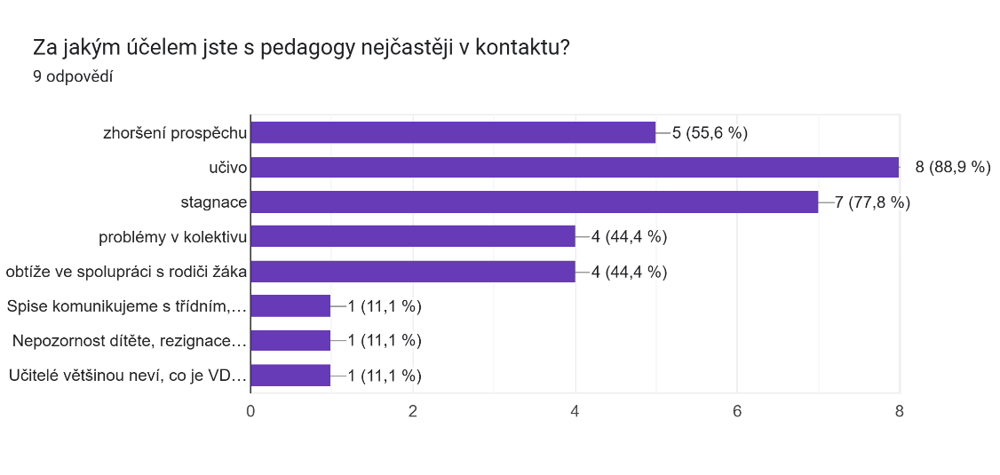 Za jakým účelem jste s pedagogy nejčastěji v kontaktu?
9 odpovědí
zhoršení prospěchu 5 (55,6 %)
učivo 8 (88,9 %)
stagnace 7 (77,8 %)
problémy v kolektivu 4 (44,4 %)
obtíže ve spolupráci s rodiči žáka 4 (44,4 %)
Spise komunikujeme s třídním,… 1 (11,1 %)
Nepozornost dítěte, rezignace… 1 (11,1 %)
Učitelé většinou neví, co je VD… 1 (11,1 %)
0 2 4 6 8